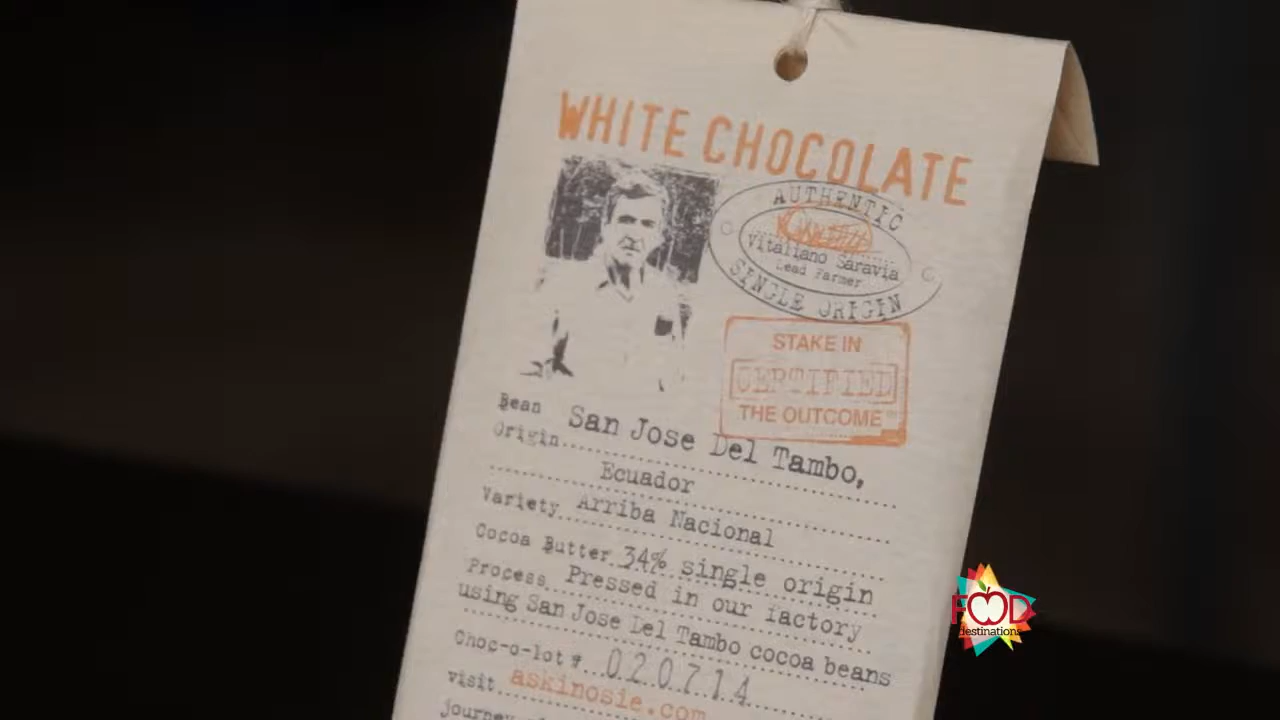 WHITE CHOCOLATE
AUTHENTIC
Vitaliano Saravia
Lead Farmer
SINGLE ORIGIN
STAKE IN
CERTIFIED
THE OUTCOME
Bean
Origin San Jose Del Tambo,
Ecuador
Variety Arriba Nacional
Cocoa Butter 34% single origin
Process Pressed in our factory
using San Jose Del Tambo cocoa beans
Choc-o-lot # 020714
visit askinosie.com
journey
FOOD
destinations